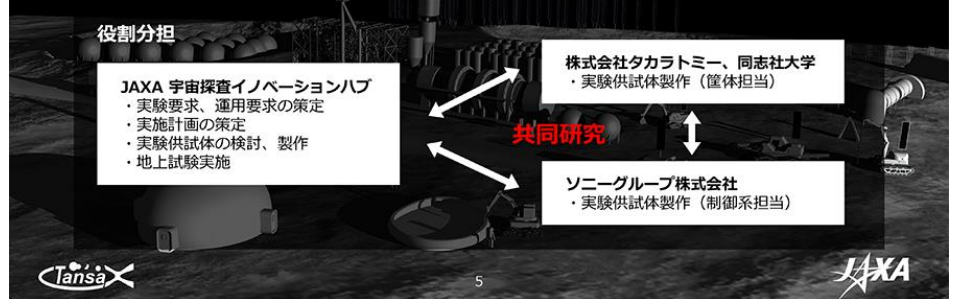 役割分担
JAXA 宇宙探査イノベーションハブ
・実験要求、運用要求の策定
・実施計画の策定
・実験供試体の検討、製作
・地上試験実施
株式会社タカラトミー、同志社大学
・実験供試体製作（筐体担当）
共同研究
ソニーグループ株式会社
・実験供試体製作（制御系担当）
TansaX
5
JAXA